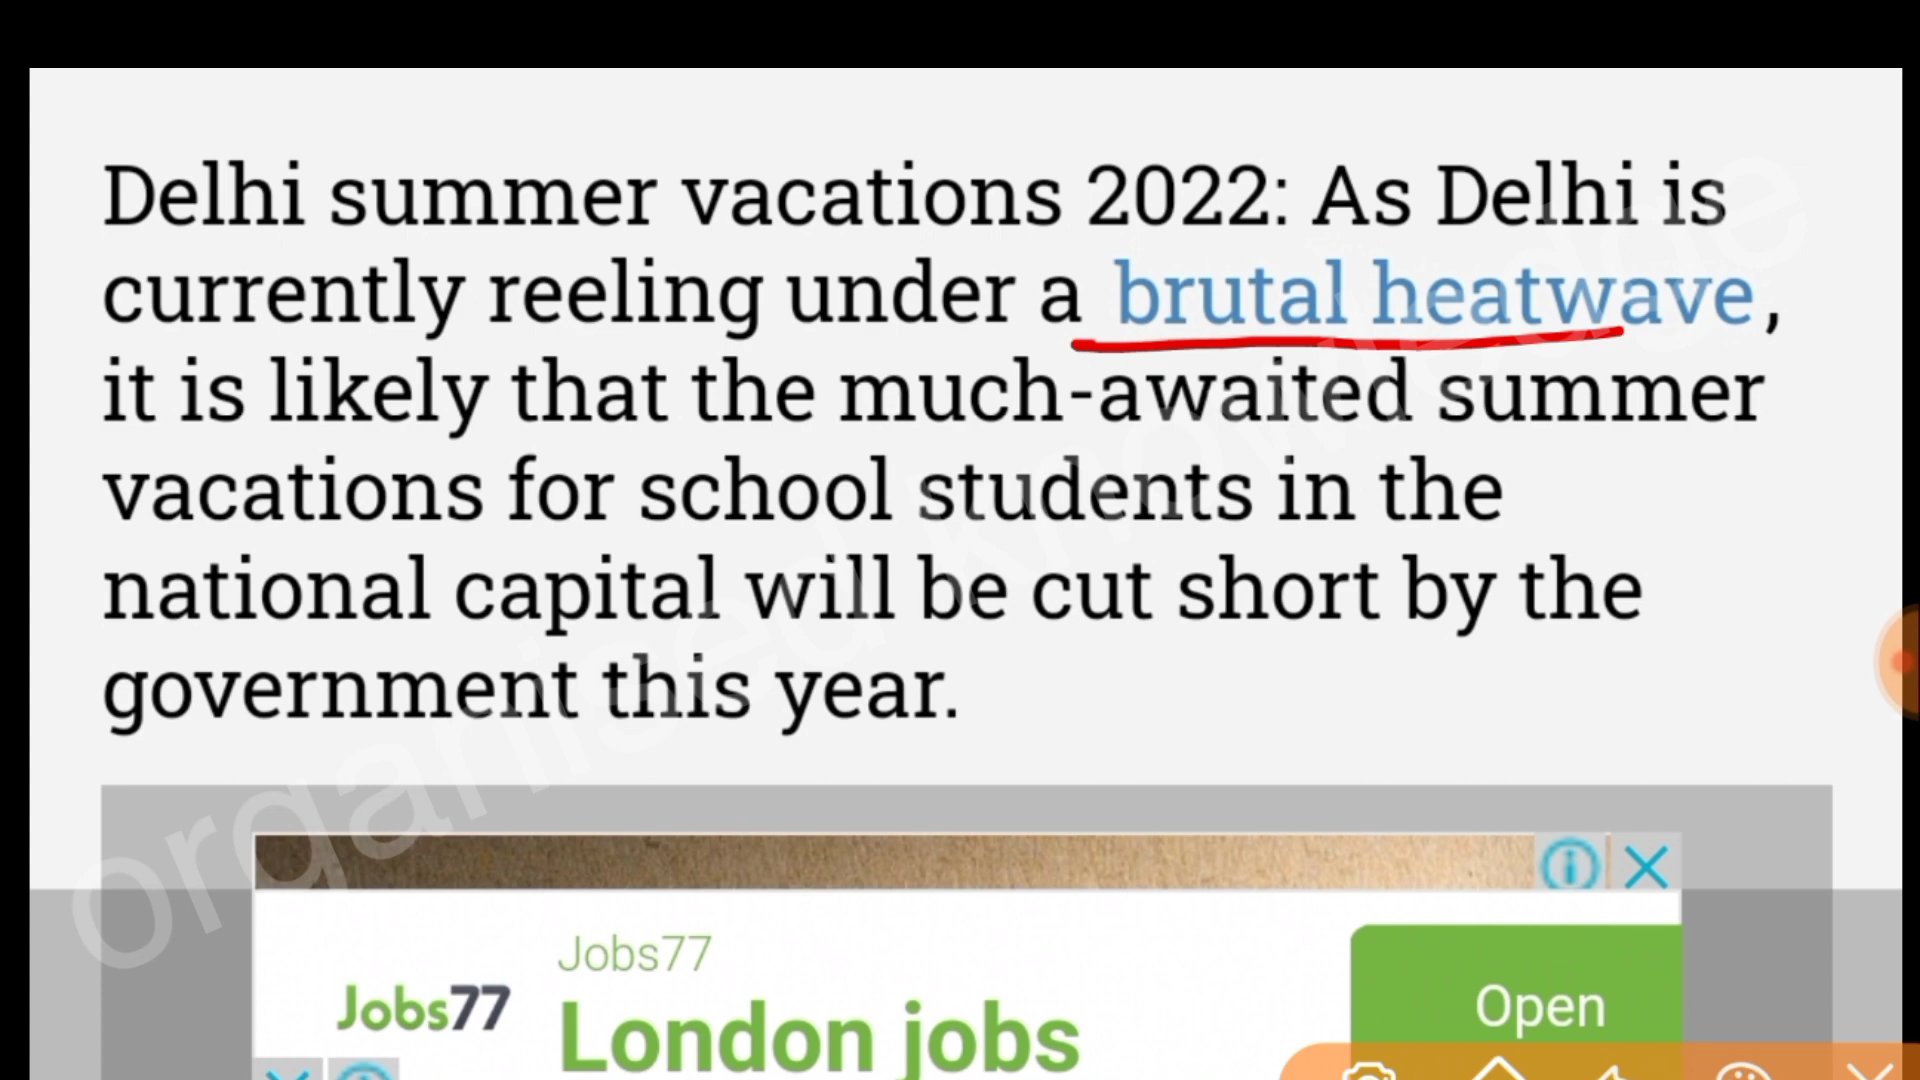 Delhi summer vacations 2022: As Delhi is
currently reeling under a brutal heatwave,
it is likely that the much-awaited summer
vacations for school students in the
national capital will be cut short by the
government this year.
organised knowledge
Jobs77
Jobs77
London jobs
Open